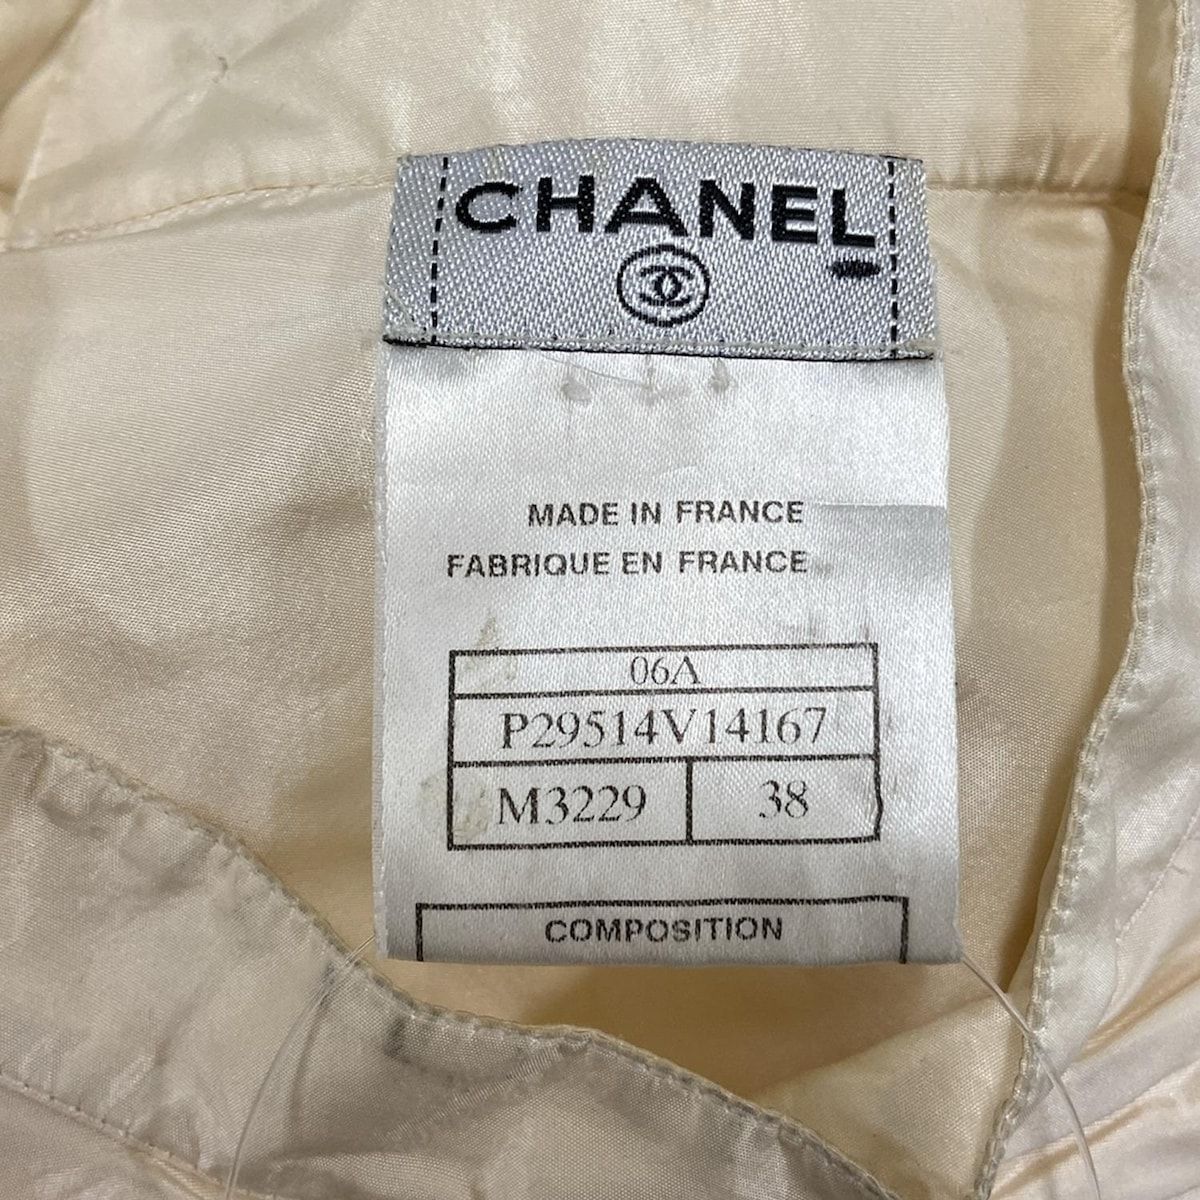 CHANEL
MADE IN FRANCE
FABRIQUE EN FRANCE
06A
P29514V14167
M3229 38
COMPOSITION